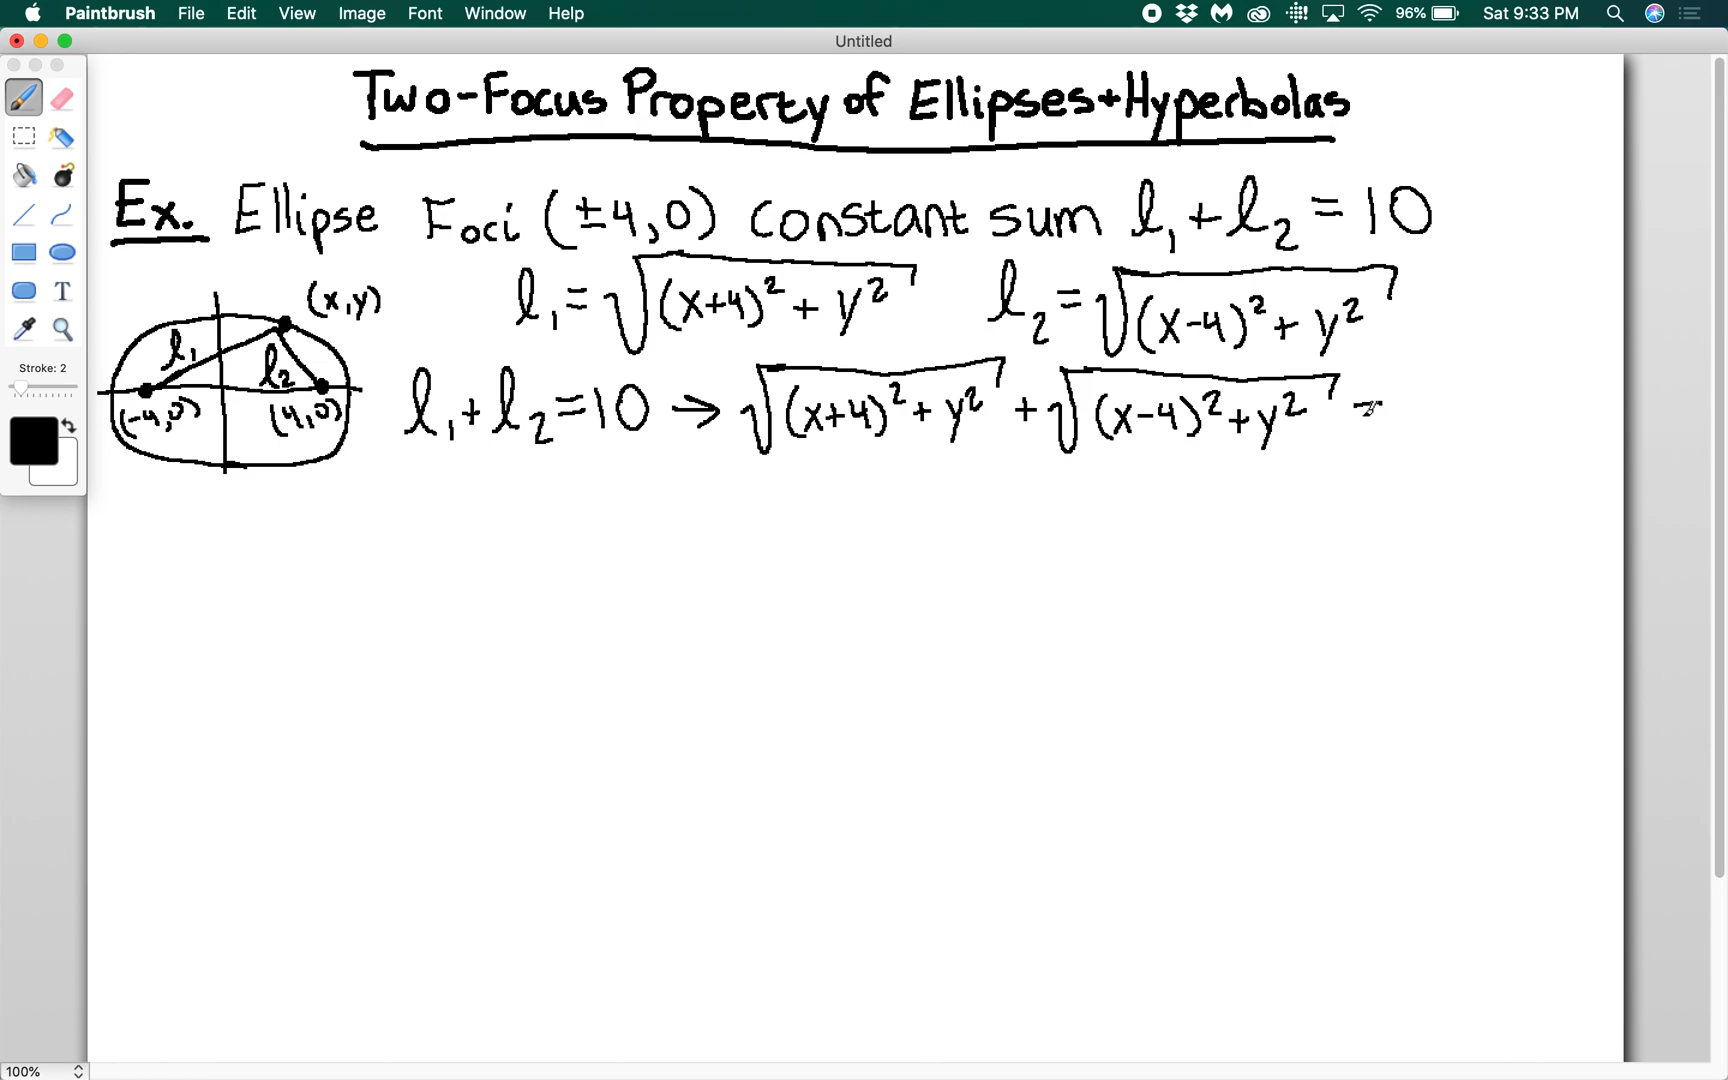 Paintbrush File Edit View Image Font Window Help 96% Sat 9:33 PM
Untitled
Two-Focus Property of Ellipses+Hyperbolas
Ex. Ellipse Foci (±4,0) constant sum l₁+l₂=10
l₁=√((x+4)²+y²) l₂=√((x-4)²+y²)
(x,y)
l₁
l₂
(-4,0) (4,0)
l₁+l₂=10→√((x+4)²+y²)+√((x-4)²+y²) =
T
Stroke: 2
100%